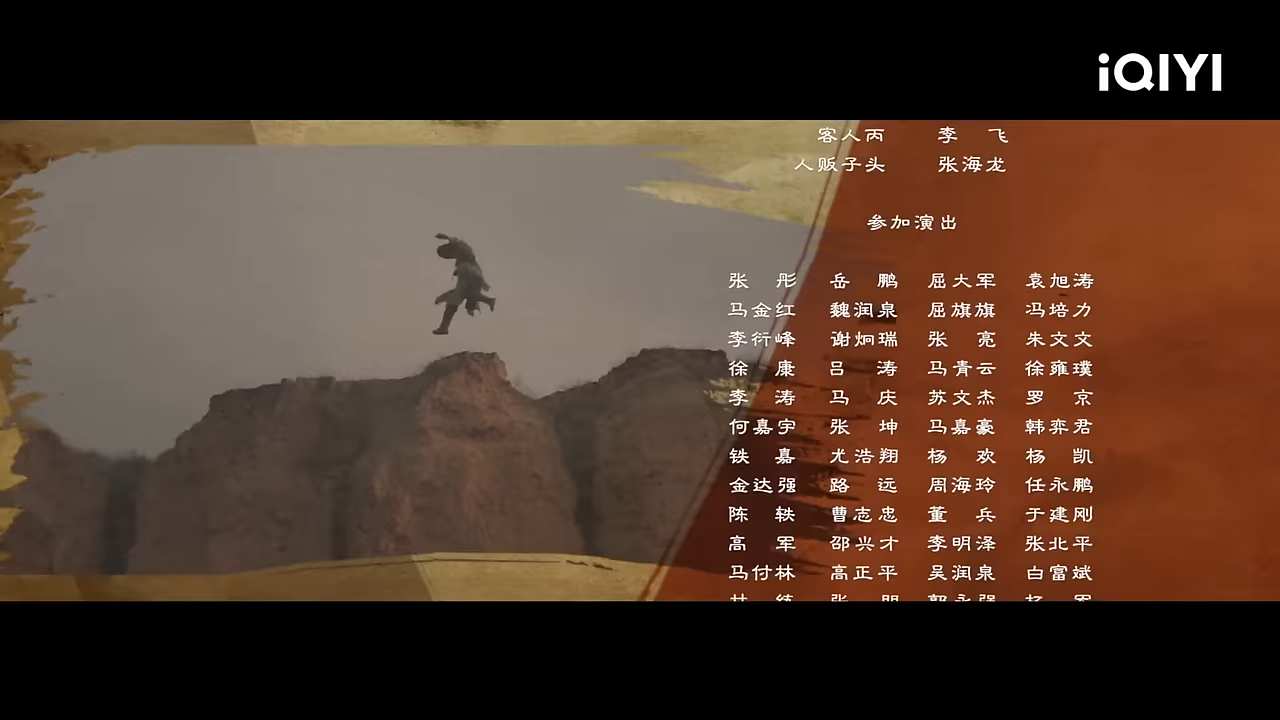 iQIYI
客人丙 李飞
人贩子头 张海龙
参加演出
张彤 岳鹏 屈大军 袁旭涛
马金红 魏润泉 屈旗旗 冯培力
李衍峰 谢炯瑞 张亮 朱文文
徐康 吕涛 马青云 徐雍璞
李涛 马庆 苏文杰 罗京
何嘉宇 张坤 马嘉豪 韩弈君
铁嘉 尤浩翔 杨欢 杨凯
金达强 路远 周海玲 任永鹏
陈轶 曹志忠 董兵 于建刚
高军 邵兴才 李明泽 张北平
马付林 高正平 吴润泉 白富斌